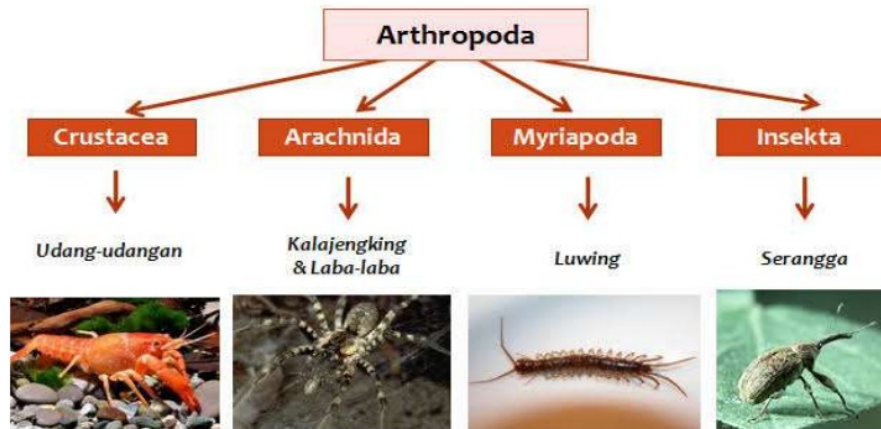 Arthropoda
Crustacea
Arachnida
Myriapoda
Insekta
Udang-udangan
Kalajengking
& Laba-laba
Luwing
Serangga